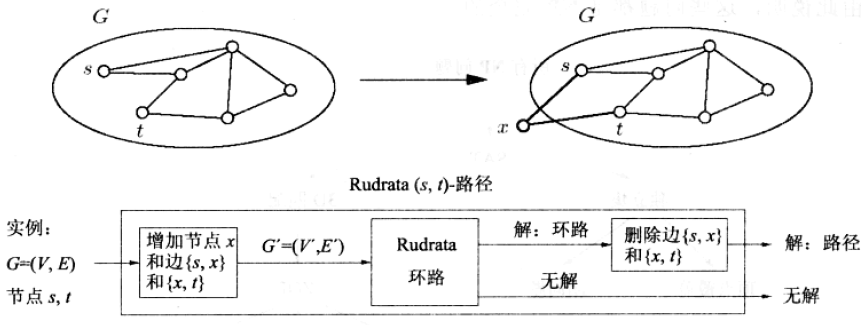 G
G
s
s
t
x
t
Rudrata (s, t)-路径
实例：
G=(V, E)
节点 s, t
增加节点 x
和边{s, x}
和{x, t}
G′=(V′,E′)
Rudrata
环路
解：环路
无解
删除边{s, x}
和{x, t}
解：路径
无解